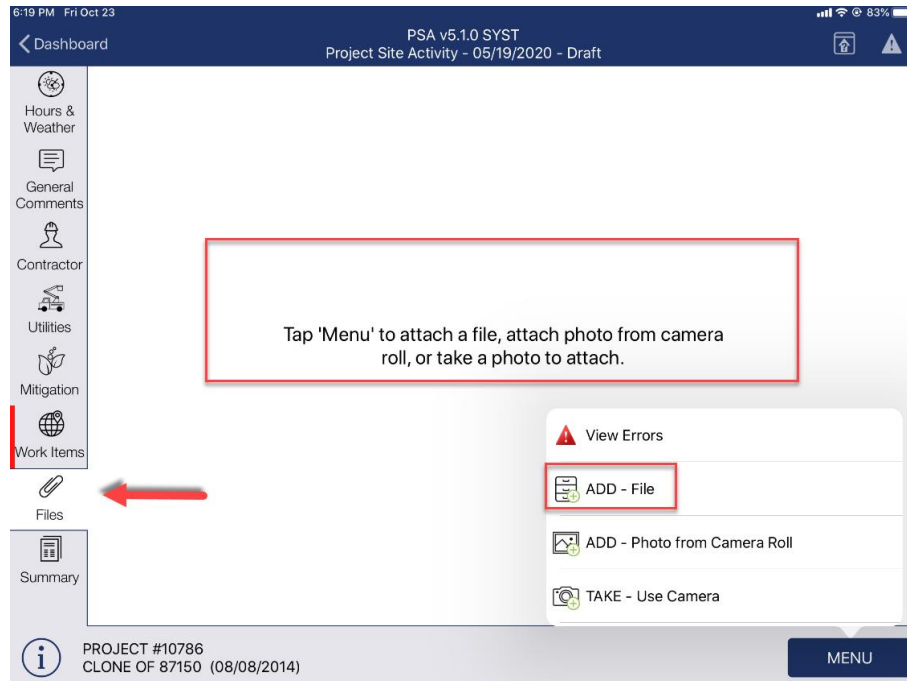 6:19 PM Fri Oct 23
83%
Dashboard
PSA v5.1.0 SYST
Project Site Activity - 05/19/2020 - Draft
Hours &
Weather
General
Comments
Contractor
Utilities
Mitigation
Work Items
Files
Summary
Tap 'Menu' to attach a file, attach photo from camera
roll, or take a photo to attach.
View Errors
ADD - File
ADD - Photo from Camera Roll
TAKE - Use Camera
i
PROJECT #10786
CLONE OF 87150 (08/08/2014)
MENU